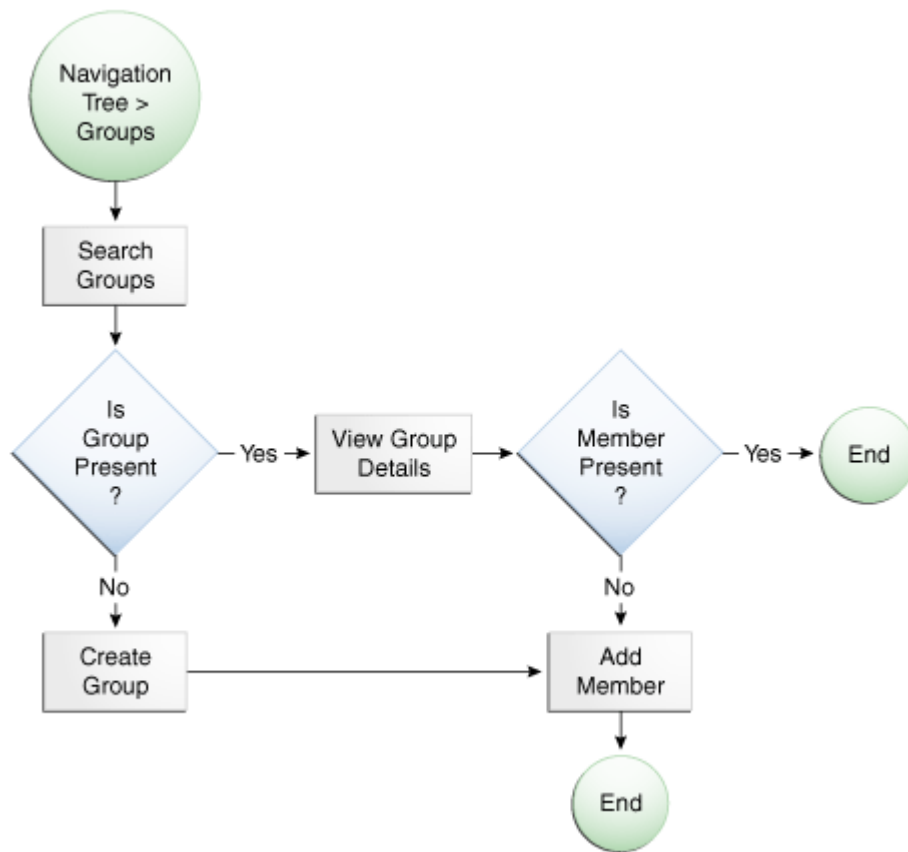 Navigation
Tree >
Groups
Search
Groups
Is
Group
Present
?
Yes
View Group
Details
Is
Member
Present
?
Yes
End
No
No
Create
Group
Add
Member
End